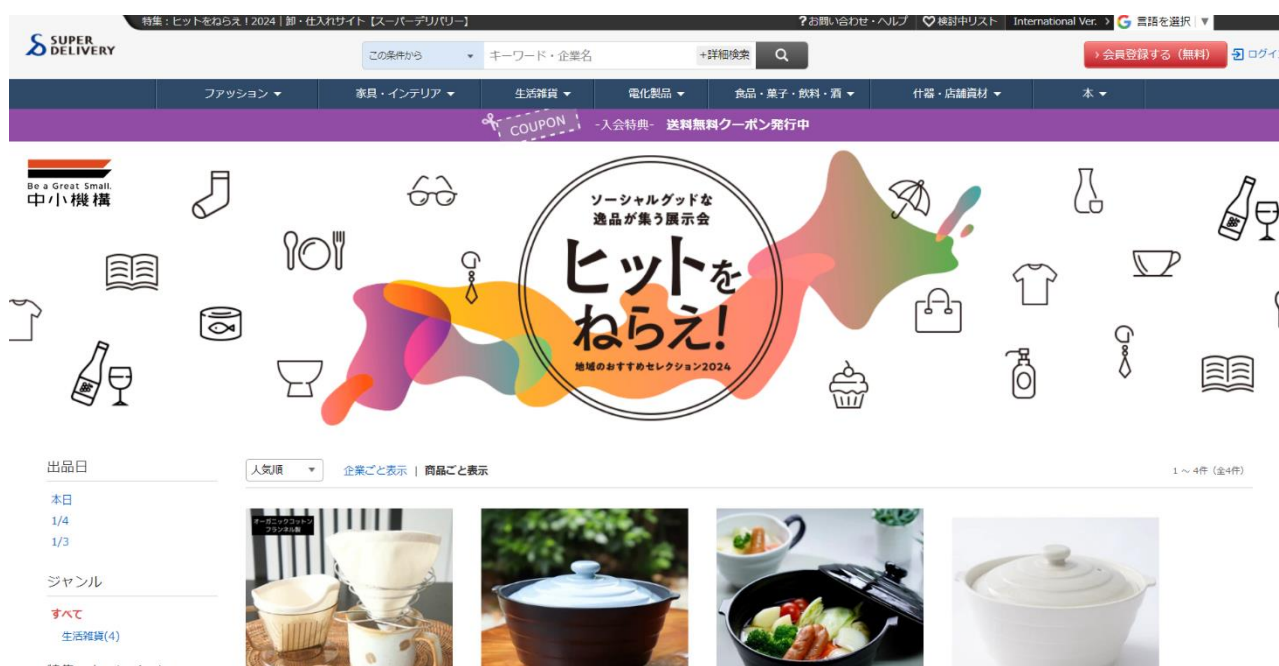 特集：ヒットをねらえ！2024｜卸・仕入れサイト【スーパーデリバリー】
?お問い合わせ・ヘルプ
検討中リスト
International Ver.
G 言語を選択 ▼
SUPER
DELIVERY
この条件から
キーワード・企業名
+詳細検索
› 会員登録する（無料）
ファッション ▼
家具・インテリア ▼
生活雑貨 ▼
電化製品 ▼
食品・菓子・飲料・酒 ▼
什器・店舗資材 ▼
本 ▼
COUPON
-入会特典- 送料無料クーポン発行中
Be a Great Small.
中小機構
ソーシャルグッドな
逸品が集う展示会
ヒットを
ねらえ！
地域のおすすめセレクション2024
出品日
本日
1/4
1/3
ジャンル
すべて
生活雑貨(4)
人気順 ▼
企業ごと表示 | 商品ごと表示
1 ～ 4件（全4件）
オーガニックコットン
フランネル製